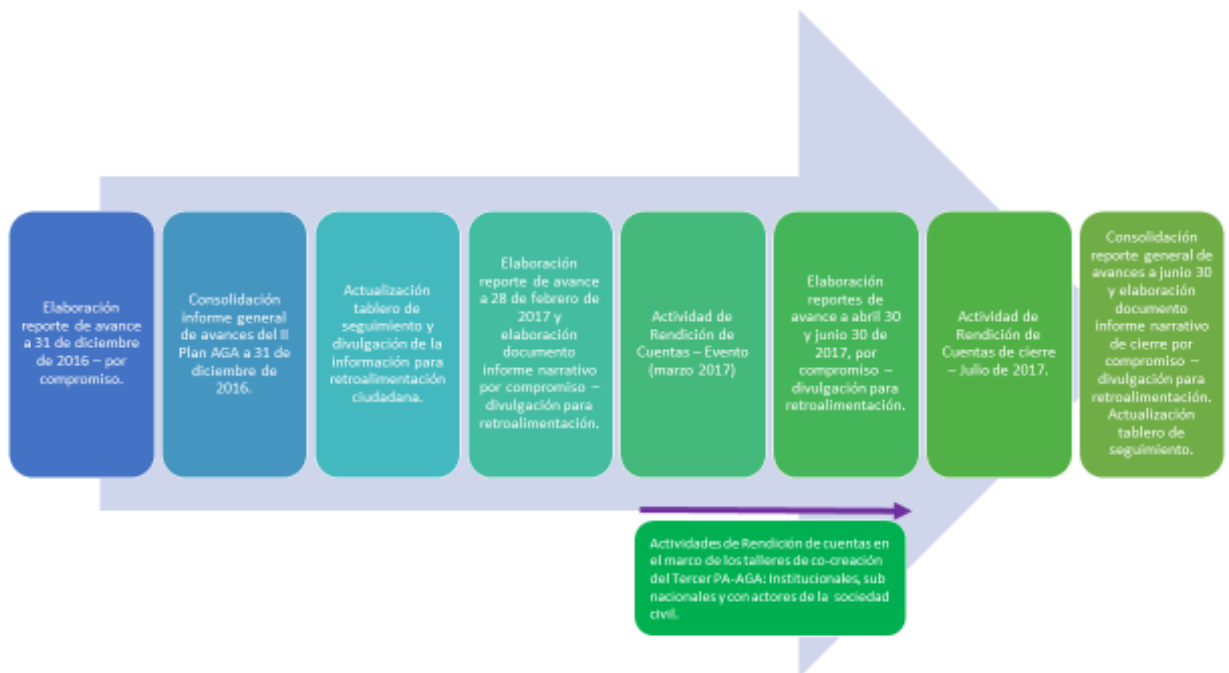 Elaboración
reporte de avance
a 31 de diciembre
de 2016 – por
compromiso.
Consolidación
informe general
de avances del II
Plan AGA a 31 de
diciembre de
2016.
Actualización
tablero de
seguimiento y
divulgación de la
información para
retroalimentación
ciudadana.
Elaboración
reporte de avance
a 28 de febrero de
2017 y
elaboración
documento
informe narrativo
por compromiso –
divulgación para
retroalimentación.
Actividad de
Rendición de
Cuentas – Evento
(marzo 2017)
Elaboración
reportes de
avance a abril 30
y junio 30 de
2017, por
compromiso –
divulgación para
retroalimentación.
Actividad de
Rendición de
Cuentas de cierre
– Julio de 2017.
Consolidación
reporte general de
avances a junio 30
y elaboración
documento
informe narrativo
de cierre por
compromiso –
divulgación para
retroalimentación.
Actualización
tablero de
seguimiento.
Actividades de Rendición de cuentas en
el marco de los talleres de co-creación
del Tercer PA-AGA: Institucionales, sub
nacionales y con actores de la sociedad
civil.